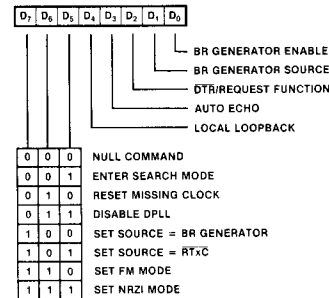 D7 D6 D5 D4 D3 D2 D1 D0
BR GENERATOR ENABLE
BR GENERATOR SOURCE
DTR/REQUEST FUNCTION
AUTO ECHO
LOCAL LOOPBACK
0 0 0 NULL COMMAND
0 0 1 ENTER SEARCH MODE
0 1 0 RESET MISSING CLOCK
0 1 1 DISABLE DPLL
1 0 0 SET SOURCE = BR GENERATOR
1 0 1 SET SOURCE = RTxC
1 1 0 SET FM MODE
1 1 1 SET NRZI MODE